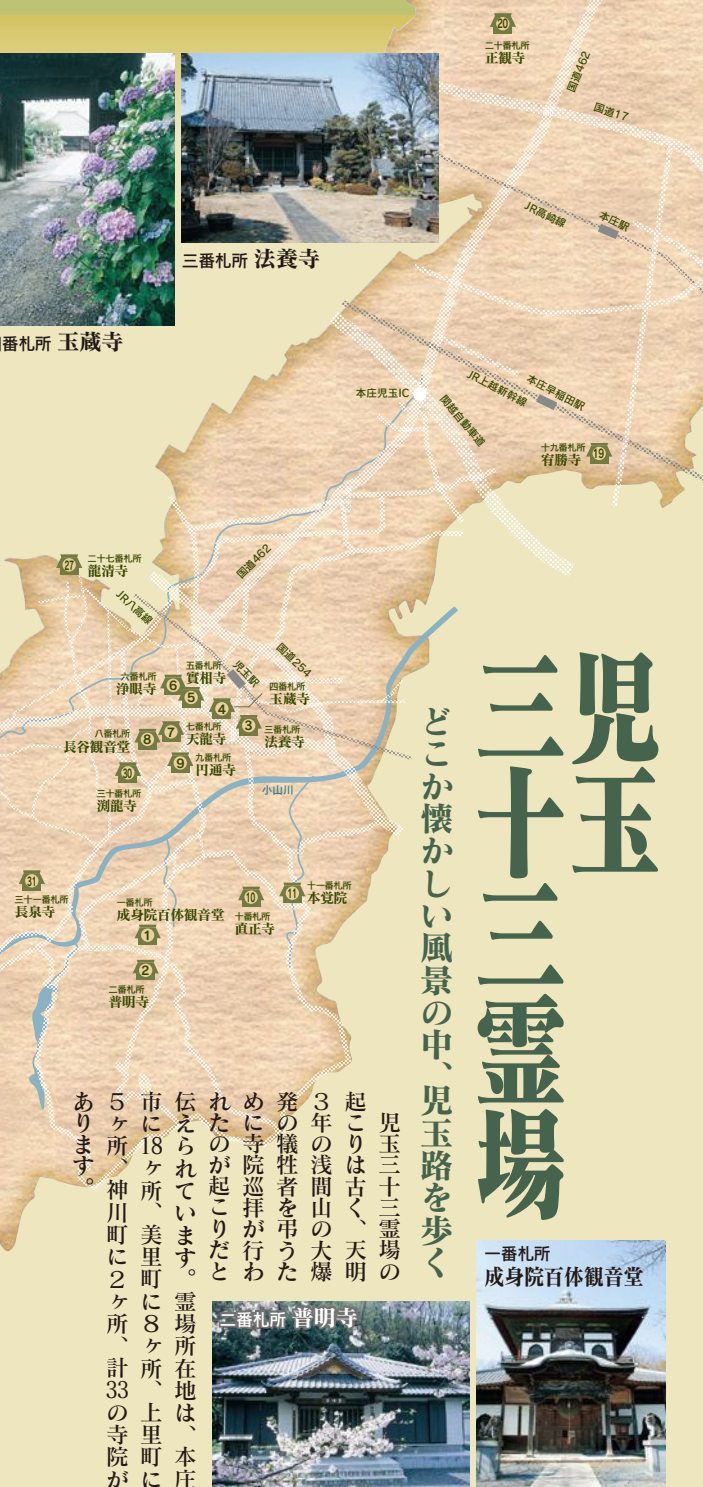 児玉
三十三霊場
どこか懐かしい風景の中、児玉路を歩く
児玉三十三霊場の
起こりは古く、天明
3年の浅間山の大爆
発の犠牲者を弔うた
めに寺院巡拝が行わ
れたのが起こりだと
伝えられています。霊場所在地は、本庄
市に18ヶ所、美里町に8ヶ所、上里町に
5ヶ所、神川町に2ヶ所、計33の寺院が
あります。
一番札所
成身院百体観音堂
二番札所 普明寺
三番札所 法養寺
番札所 玉蔵寺
20
二十番札所
正観寺
国道462
国道17
JR高崎線
本庄駅
本庄児玉IC
JR上越新幹線
本庄早稲田駅
関越自動車道
十九番札所
宥勝寺
19
27
二十七番札所
龍清寺
国道462
JR八高線
国道254
児玉駅
六番札所
浄眼寺
6
五番札所
實相寺
5
四番札所
玉蔵寺
4
3
三番札所
法養寺
八番札所
長谷観音堂
8
7
七番札所
天龍寺
9
九番札所
円通寺
30
三十番札所
渕龍寺
小山川
31
三十一番札所
長泉寺
一番札所
成身院百体観音堂
1
2
二番札所
普明寺
10
十番札所
直正寺
11
十一番札所
本覚院